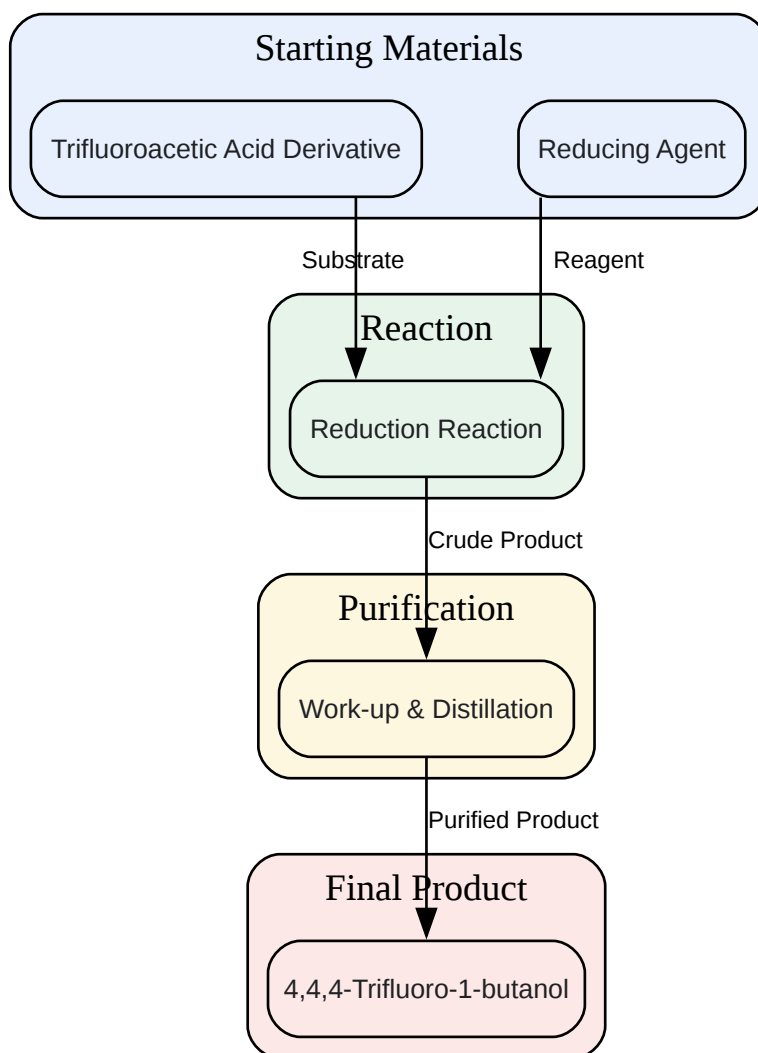 Starting Materials
Trifluoroacetic Acid Derivative
Reducing Agent
Substrate
Reagent
Reaction
Reduction Reaction
Crude Product
Purification
Work-up & Distillation
Purified Product
Final Product
4,4,4-Trifluoro-1-butanol